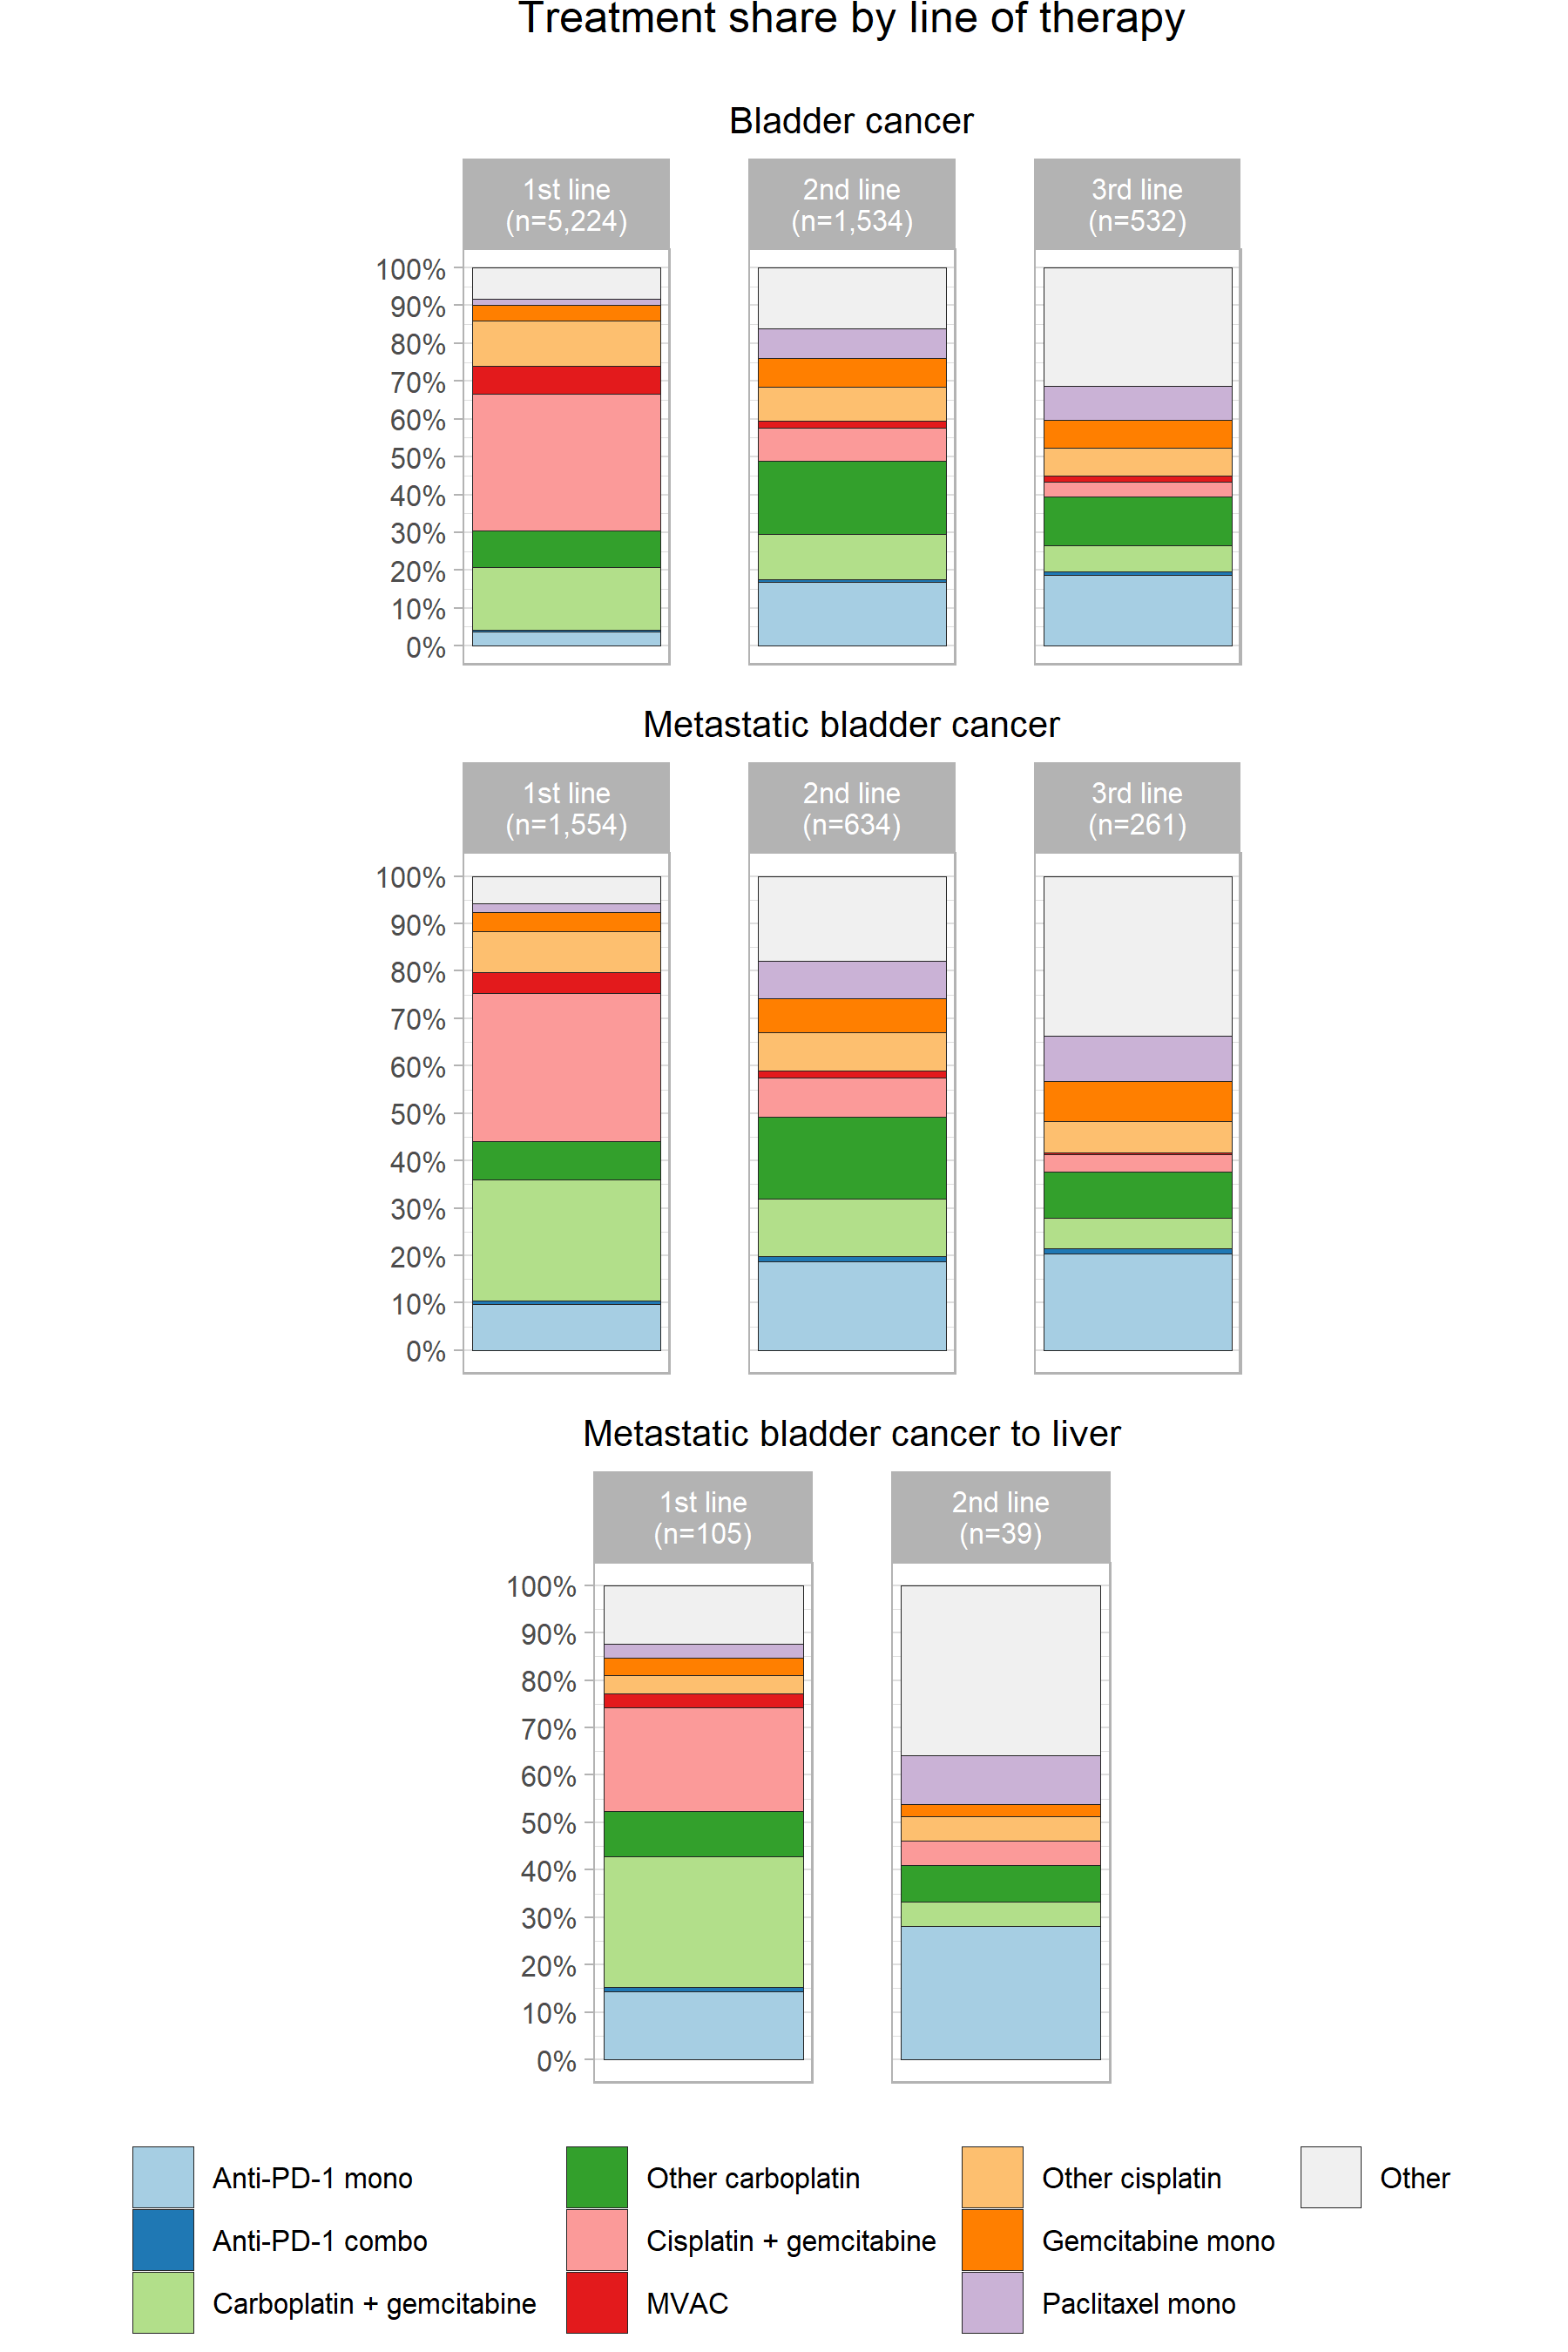 Treatment share by line of therapy
Bladder cancer
1st line
(n=5,224)
2nd line
(n=1,534)
3rd line
(n=532)
100%
90%
80%
70%
60%
50%
40%
30%
20%
10%
0%
Metastatic bladder cancer
1st line
(n=1,554)
2nd line
(n=634)
3rd line
(n=261)
100%
90%
80%
70%
60%
50%
40%
30%
20%
10%
0%
Metastatic bladder cancer to liver
1st line
(n=105)
2nd line
(n=39)
100%
90%
80%
70%
60%
50%
40%
30%
20%
10%
0%
Anti-PD-1 mono
Anti-PD-1 combo
Carboplatin + gemcitabine
Other carboplatin
Cisplatin + gemcitabine
MVAC
Other cisplatin
Gemcitabine mono
Paclitaxel mono
Other